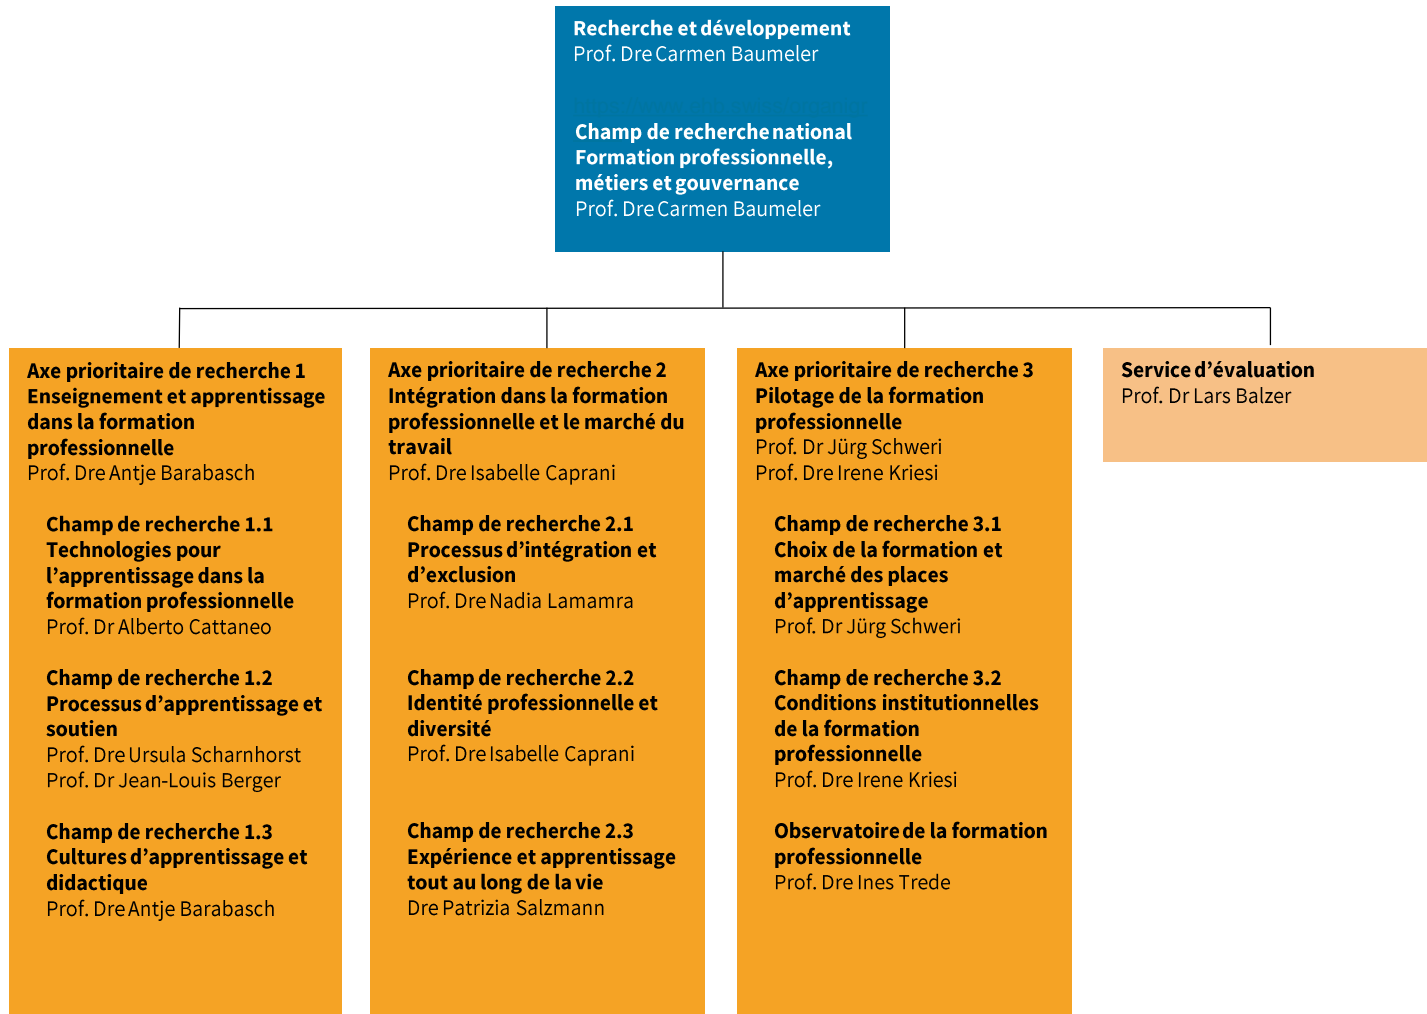 Recherche et développement
Prof. Dre Carmen Baumeler
Champ de recherche national
Formation professionnelle,
métiers et gouvernance
Prof. Dre Carmen Baumeler
Axe prioritaire de recherche 1
Enseignement et apprentissage
dans la formation
professionnelle
Prof. Dre Antje Barabasch
Champ de recherche 1.1
Technologies pour
l’apprentissage dans la
formation professionnelle
Prof. Dr Alberto Cattaneo
Champ de recherche 1.2
Processus d’apprentissage et
soutien
Prof. Dre Ursula Scharnhorst
Prof. Dr Jean-Louis Berger
Champ de recherche 1.3
Cultures d’apprentissage et
didactique
Prof. Dre Antje Barabasch
Axe prioritaire de recherche 2
Intégration dans la formation
professionnelle et le marché du
travail
Prof. Dre Isabelle Caprani
Champ de recherche 2.1
Processus d’intégration et
d’exclusion
Prof. Dre Nadia Lamamra
Champ de recherche 2.2
Identité professionnelle et
diversité
Prof. Dre Isabelle Caprani
Champ de recherche 2.3
Expérience et apprentissage
tout au long de la vie
Dre Patrizia Salzmann
Axe prioritaire de recherche 3
Pilotage de la formation
professionnelle
Prof. Dr Jürg Schweri
Prof. Dre Irene Kriesi
Champ de recherche 3.1
Choix de la formation et
marché des places
d’apprentissage
Prof. Dr Jürg Schweri
Champ de recherche 3.2
Conditions institutionnelles
de la formation
professionnelle
Prof. Dre Irene Kriesi
Observatoire de la formation
professionnelle
Prof. Dre Ines Trede
Service d’évaluation
Prof. Dr Lars Balzer